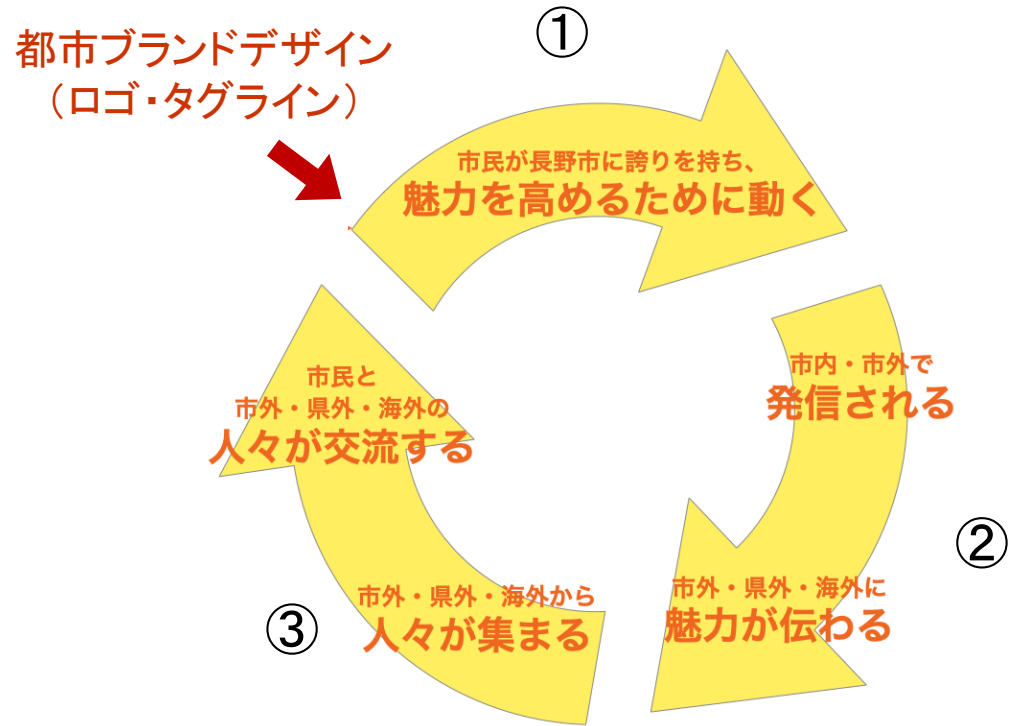 都市ブランドデザイン
（ロゴ・タグライン）
①
市民が長野市に誇りを持ち、
魅力を高めるために動く
市内・市外で
発信される
②
市外・県外・海外に
魅力が伝わる
③
市外・県外・海外から
人々が集まる
市民と
市外・県外・海外の
人々が交流する